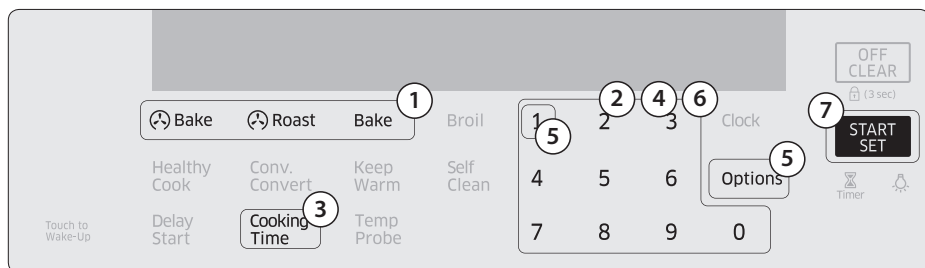 OFF
CLEAR
(3 sec)
1
2 4 6
7
Bake Roast Bake Broil
1 2 3 Clock
START
SET
5
5
Healthy
Cook
Conv.
Convert
Keep
Warm
Self
Clean
4 5 6 Options
Timer
3
Touch to
Wake-Up
Delay
Start
Cooking
Time
Temp
Probe
7 8 9 0